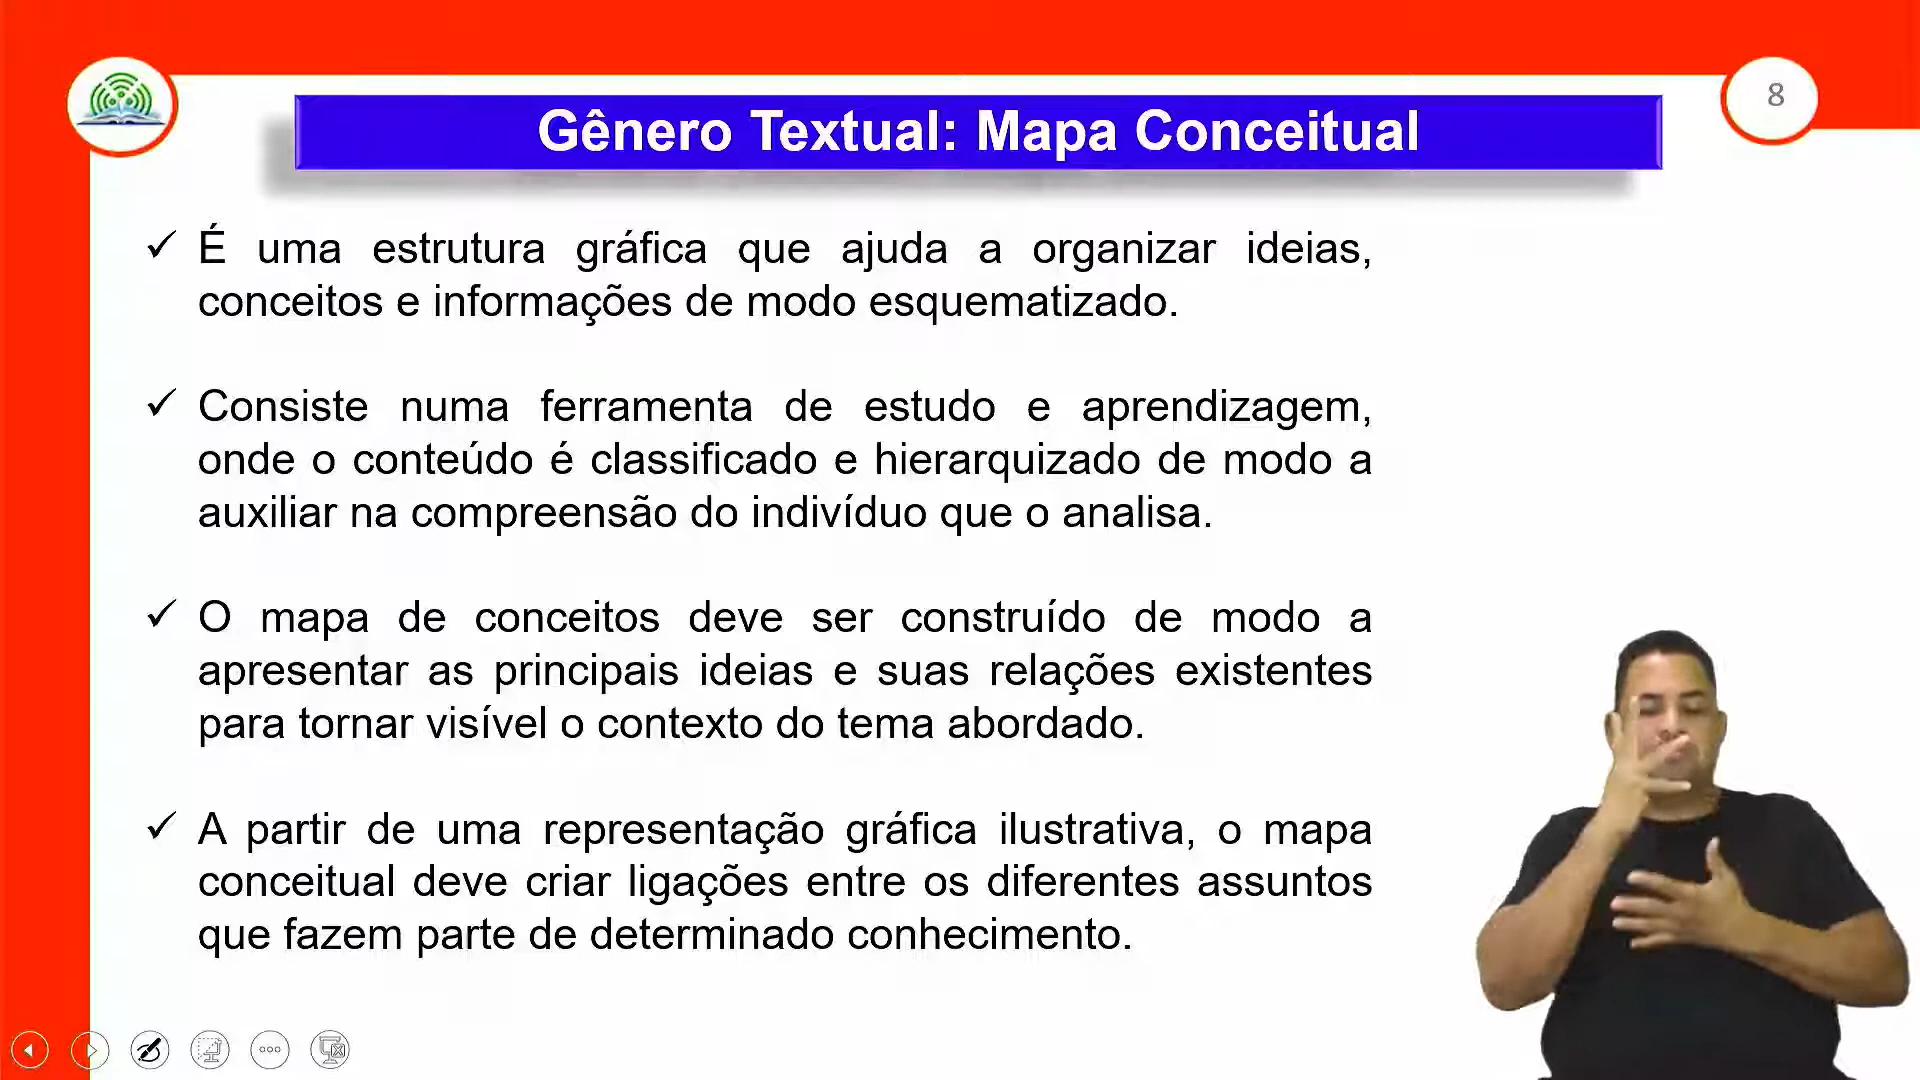 8
Gênero Textual: Mapa Conceitual
✓ É uma estrutura gráfica que ajuda a organizar ideias,
conceitos e informações de modo esquematizado.
✓ Consiste numa ferramenta de estudo e aprendizagem,
onde o conteúdo é classificado e hierarquizado de modo a
auxiliar na compreensão do indivíduo que o analisa.
✓ O mapa de conceitos deve ser construído de modo a
apresentar as principais ideias e suas relações existentes
para tornar visível o contexto do tema abordado.
✓ A partir de uma representação gráfica ilustrativa, o mapa
conceitual deve criar ligações entre os diferentes assuntos
que fazem parte de determinado conhecimento.